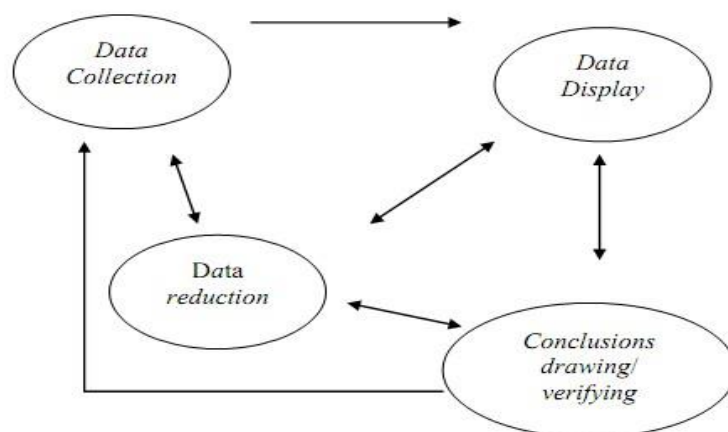 Data
Collection
Data
Display
Data
reduction
Conclusions
drawing/
verifying